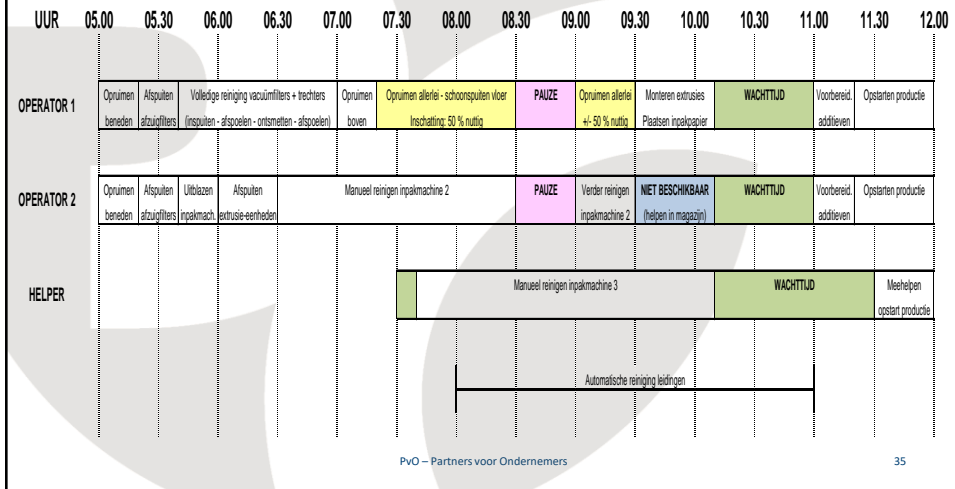 UUR 05.00 05.30 06.00 06.30 07.00 07.30 08.00 08.30 09.00 09.30 10.00 10.30 11.00 11.30 12.00
OPERATOR 1
Opruimen
beneden
Afspuiten
afzuigfilters
Volledige reiniging vacuümfilters + trechters
(inspuiten - afspoelen - ontsmetten - afspoelen)
Opruimen
boven
Opruimen allerlei - schoonspuiten vloer
Inschatting: 50 % nuttig
PAUZE
Opruimen allerlei
+/- 50 % nuttig
Monteren extrusies
Plaatsen inpakpapier
WACHTTIJD
Voorbereid.
additieven
Opstarten productie
OPERATOR 2
Opruimen
beneden
Afspuiten
afzuigfilters
Uitblazen
inpakmach.
Afspuiten
extrusie-eenheden
Manueel reinigen inpakmachine 2
PAUZE
Verder reinigen
inpakmachine 2
NIET BESCHIKBAAR
(helpen in magazijn)
WACHTTIJD
Voorbereid.
additieven
Opstarten productie
HELPER
Manueel reinigen inpakmachine 3
WACHTTIJD
Meehelpen
opstart productie
Automatische reiniging leidingen
PvO – Partners voor Ondernemers
35